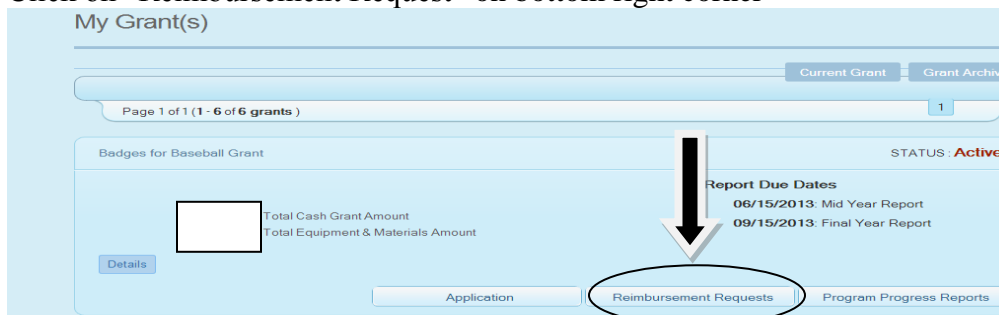 Click on "Reimbursement Request" on bottom right corner
My Grant(s)
Current Grant Grant Archiv
Page 1 of 1 (1 - 6 of 6 grants )
1
Badges for Baseball Grant
STATUS : Active
Report Due Dates
06/15/2013: Mid Year Report
Total Cash Grant Amount
09/15/2013: Final Year Report
Total Equipment & Materials Amount
Details
Application
Reimbursement Requests
Program Progress Reports